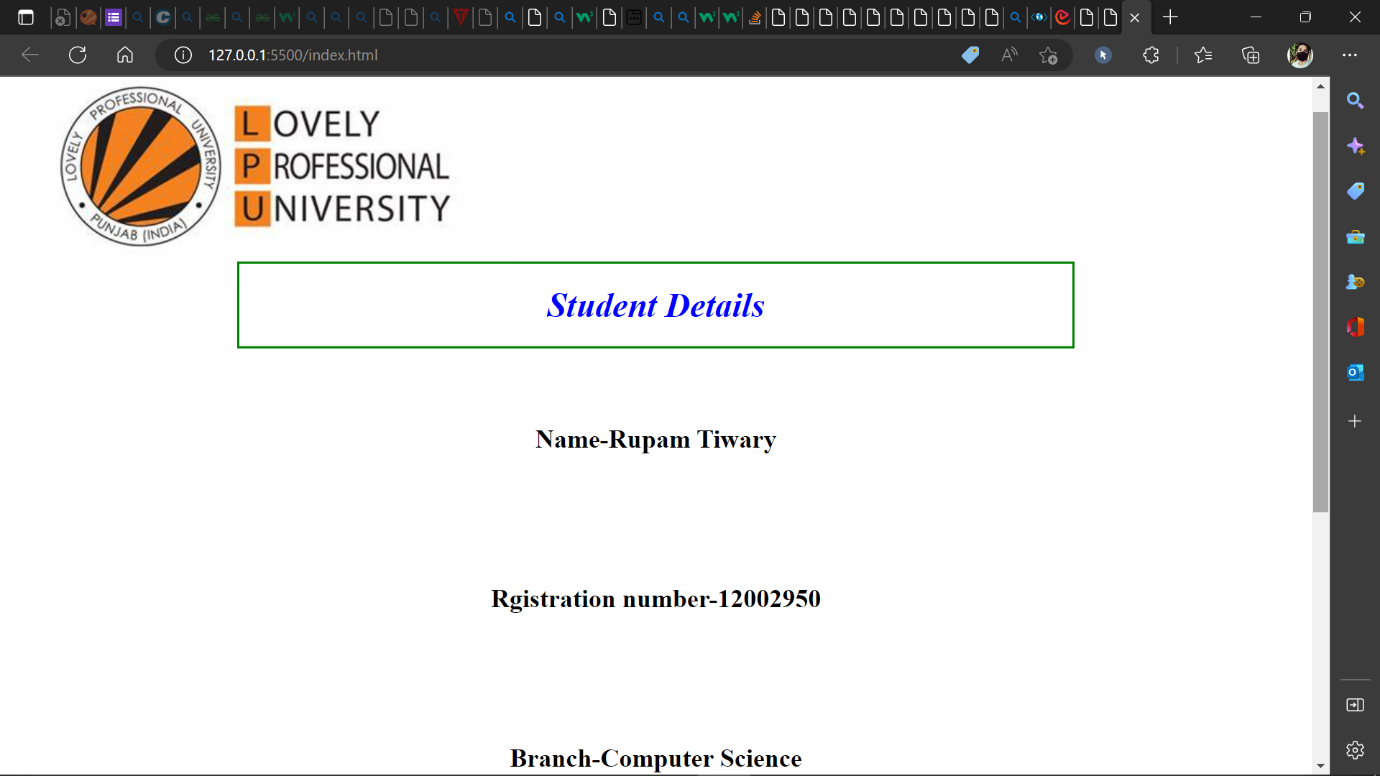 127.0.0.1:5500/index.html
LOVELY PROFESSIONAL UNIVERSITY
PUNJAB (INDIA)
LOVELY
PROFESSIONAL
UNIVERSITY
Student Details
Name-Rupam Tiwary
Rgistration number-12002950
Branch-Computer Science